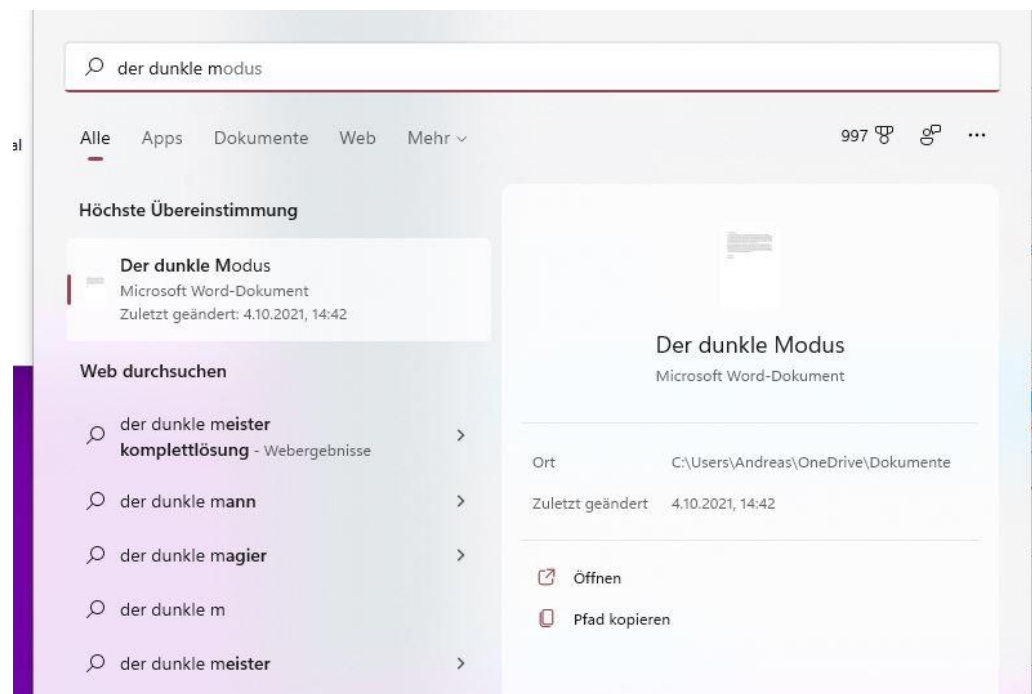 der dunkle modus
al
Alle Apps Dokumente Web Mehr
997
Höchste Übereinstimmung
Der dunkle Modus
Microsoft Word-Dokument
Zuletzt geändert: 4.10.2021, 14:42
Web durchsuchen
der dunkle meister
komplettlösung - Webergebnisse
der dunkle mann
der dunkle magier
der dunkle m
der dunkle meister
Der dunkle Modus
Microsoft Word-Dokument
Ort C:\Users\Andreas\OneDrive\Dokumente
Zuletzt geändert 4.10.2021, 14:42
Öffnen
Pfad kopieren